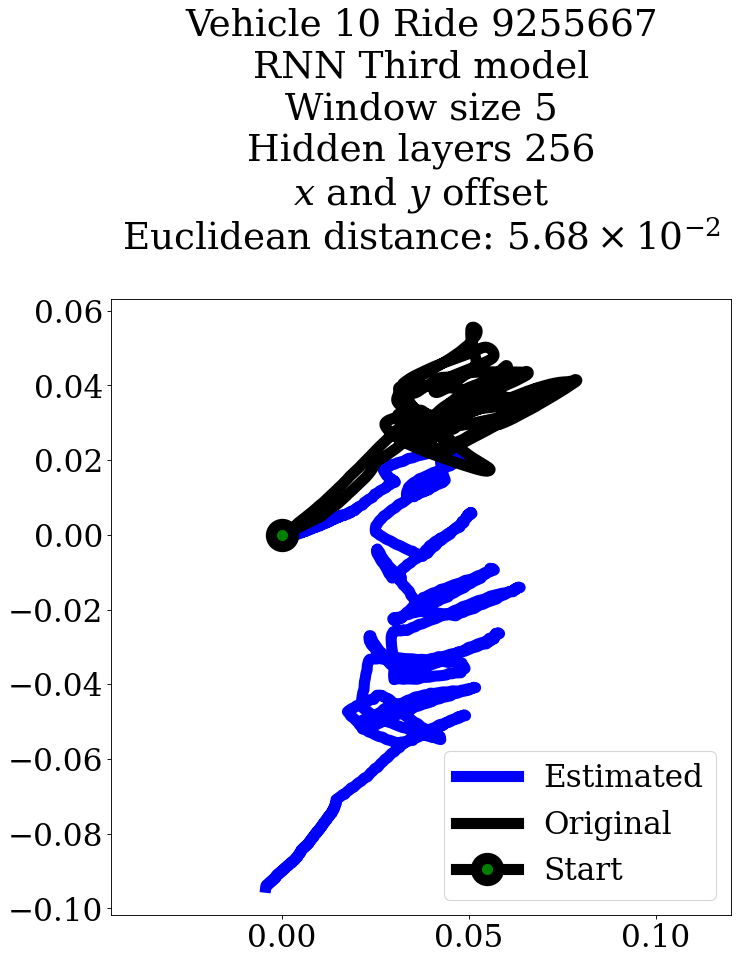 Vehicle 10 Ride 9255667
RNN Third model
Window size 5
Hidden layers 256
x and y offset
Euclidean distance: 5.68 × 10⁻²
0.06
0.04
0.02
0.00
−0.02
−0.04
−0.06
−0.08
−0.10
0.00 0.05 0.10
Estimated
Original
Start